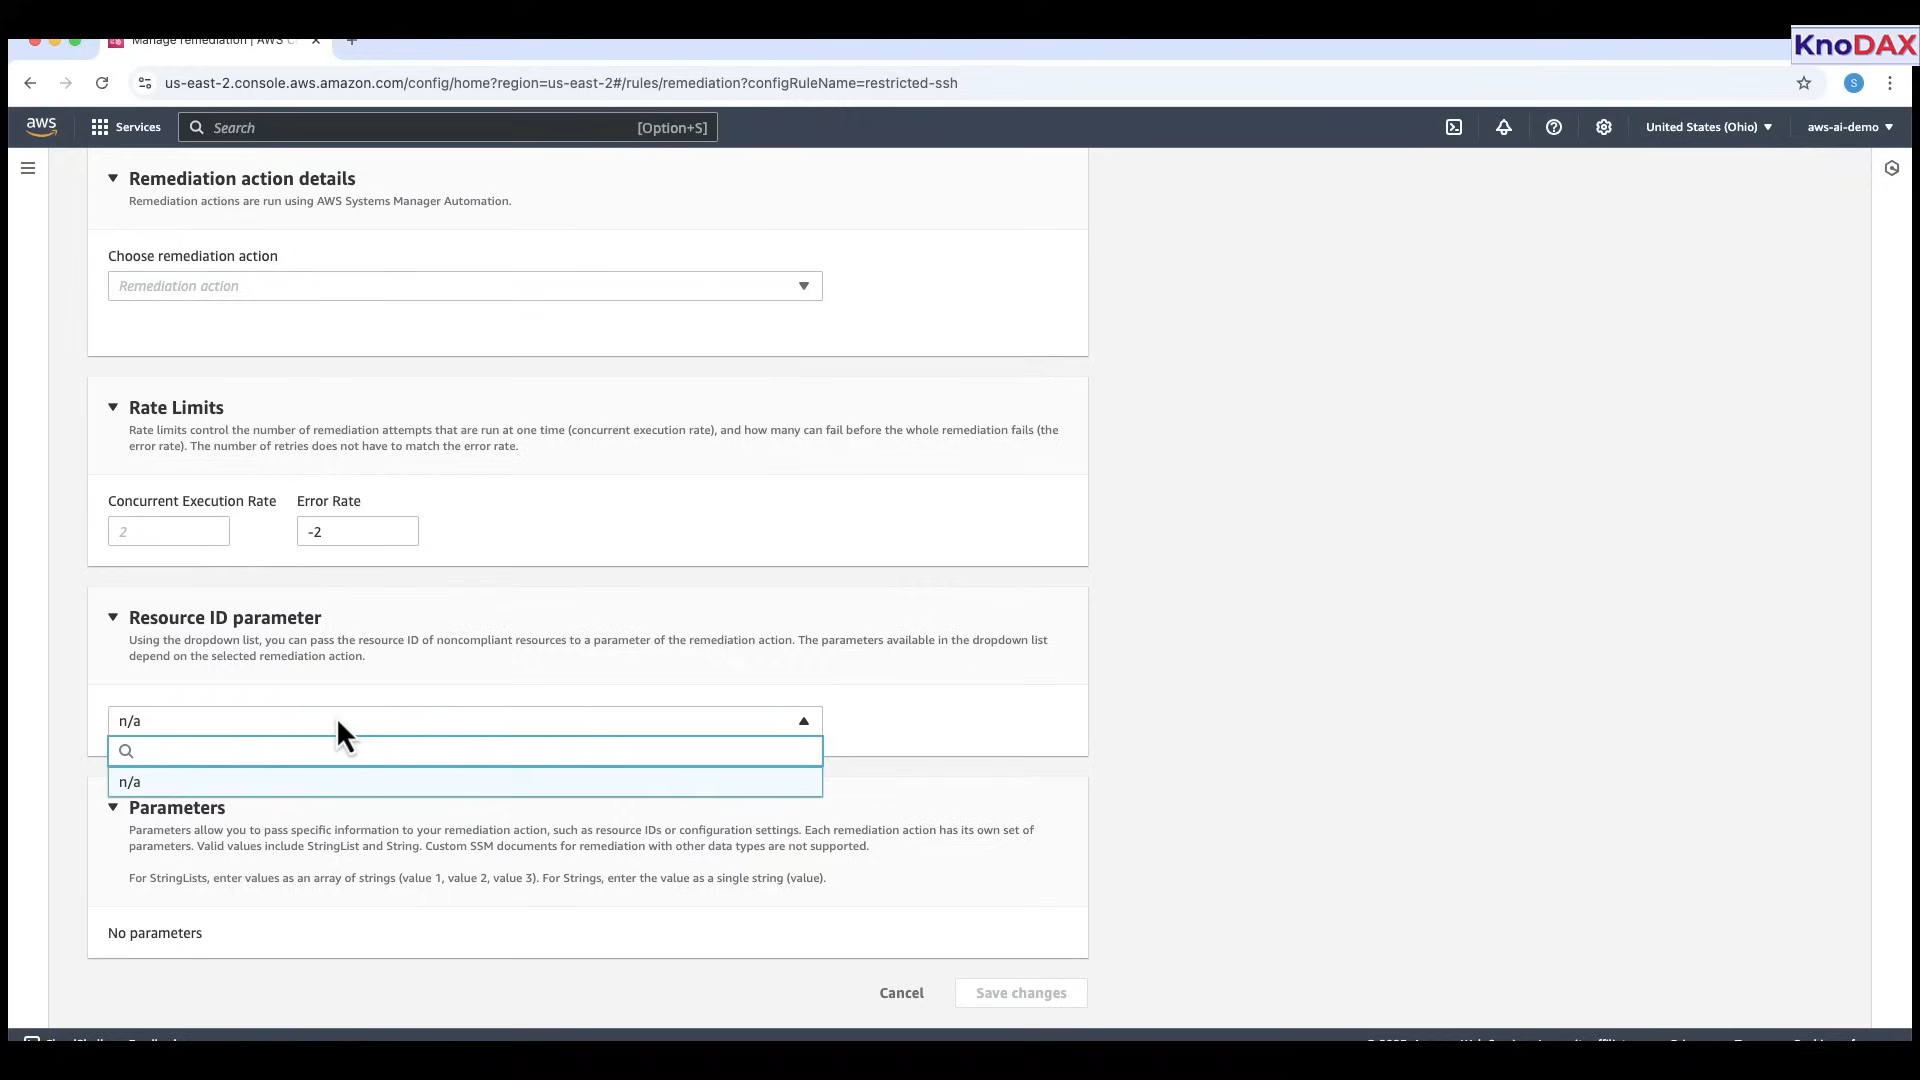 KnoDAX
Manage remediation | AWS C
us-east-2.console.aws.amazon.com/config/home?region=us-east-2#/rules/remediation?configRuleName=restricted-ssh
S
aws
Services
Search
[Option+S]
United States (Ohio)
aws-ai-demo
Remediation action details
Remediation actions are run using AWS Systems Manager Automation.
Choose remediation action
Remediation action
Rate Limits
Rate limits control the number of remediation attempts that are run at one time (concurrent execution rate), and how many can fail before the whole remediation fails (the
error rate). The number of retries does not have to match the error rate.
Concurrent Execution Rate
Error Rate
2
-2
Resource ID parameter
Using the dropdown list, you can pass the resource ID of noncompliant resources to a parameter of the remediation action. The parameters available in the dropdown list
depend on the selected remediation action.
n/a
n/a
Parameters
Parameters allow you to pass specific information to your remediation action, such as resource IDs or configuration settings. Each remediation action has its own set of
parameters. Valid values include StringList and String. Custom SSM documents for remediation with other data types are not supported.
For StringLists, enter values as an array of strings (value 1, value 2, value 3). For Strings, enter the value as a single string (value).
No parameters
Cancel
Save changes